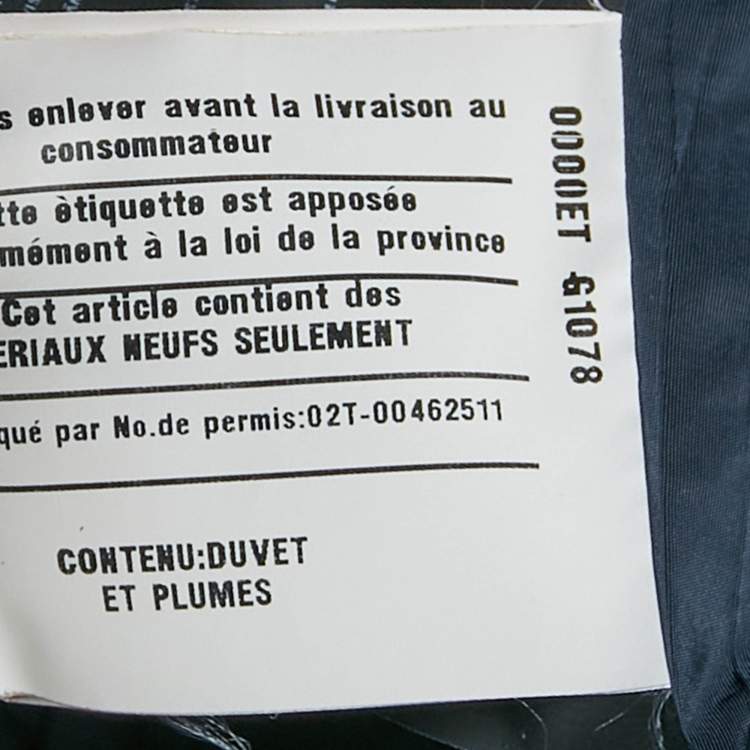 s enlever avant la livraison au
consommateur
tte ètiquette est apposée
mément à la loi de la province
Cet article contient des
ERIAUX NEUFS SEULEMENT
qué par No.de permis:02T-00462511
CONTENU:DUVET
ET PLUMES
0000ET G1078